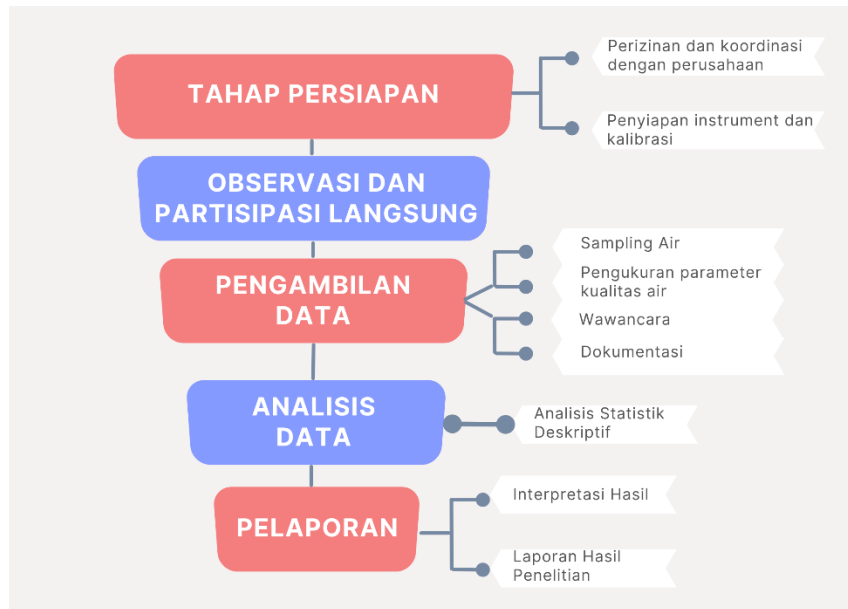 TAHAP PERSIAPAN
Perizinan dan koordinasi
dengan perusahaan
Penyiapan instrument dan
kalibrasi
OBSERVASI DAN
PARTISIPASI LANGSUNG
PENGAMBILAN
DATA
Sampling Air
Pengukuran parameter
kualitas air
Wawancara
Dokumentasi
ANALISIS
DATA
Analisis Statistik
Deskriptif
PELAPORAN
Interpretasi Hasil
Laporan Hasil
Penelitian